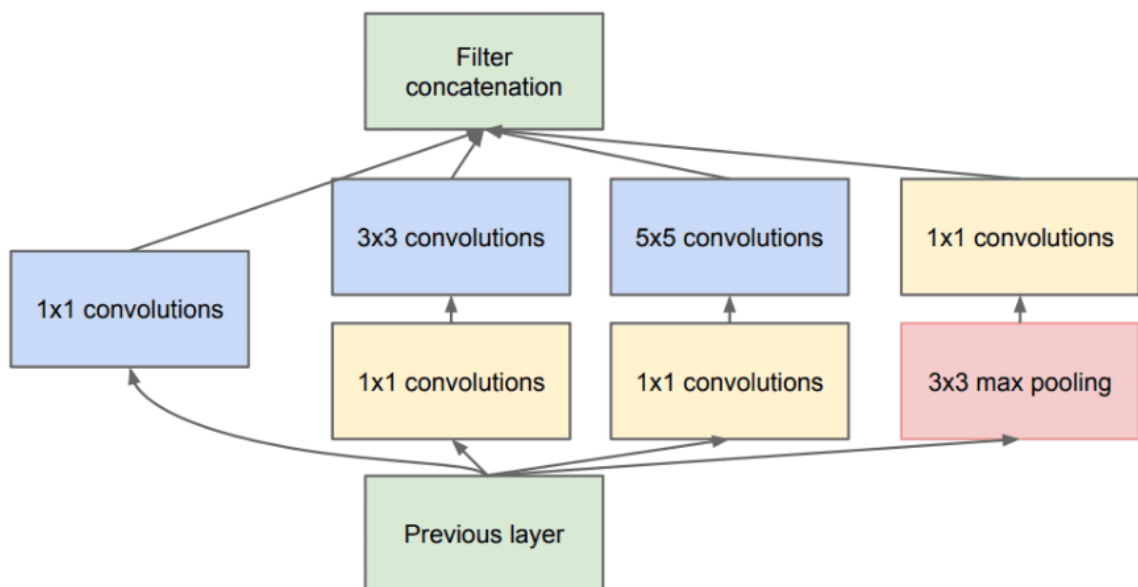 Filter
concatenation
3x3 convolutions
5x5 convolutions
1x1 convolutions
1x1 convolutions
1x1 convolutions
1x1 convolutions
3x3 max pooling
Previous layer